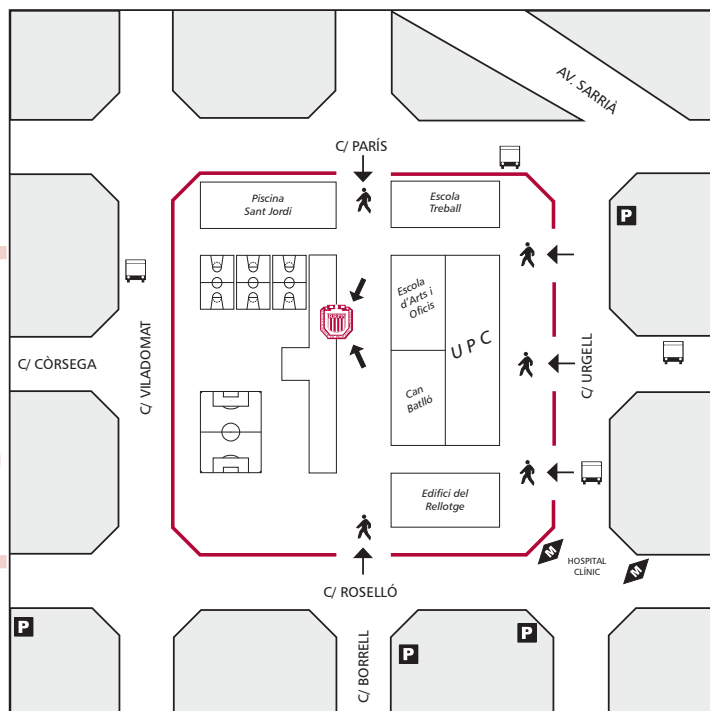 AV. SARRIÀ
C/ PARÍS
Piscina
Sant Jordi
Escola
Treball
P
Escola
d'Arts i
Oficis
UPC
C/ CÒRSEGA
C/ VILADOMAT
C/ URGELL
Can
Batlló
Edifici del
Rellotge
M
HOSPITAL
CLÍNIC
M
C/ ROSELLÓ
P
P
P
C/ BORRELL